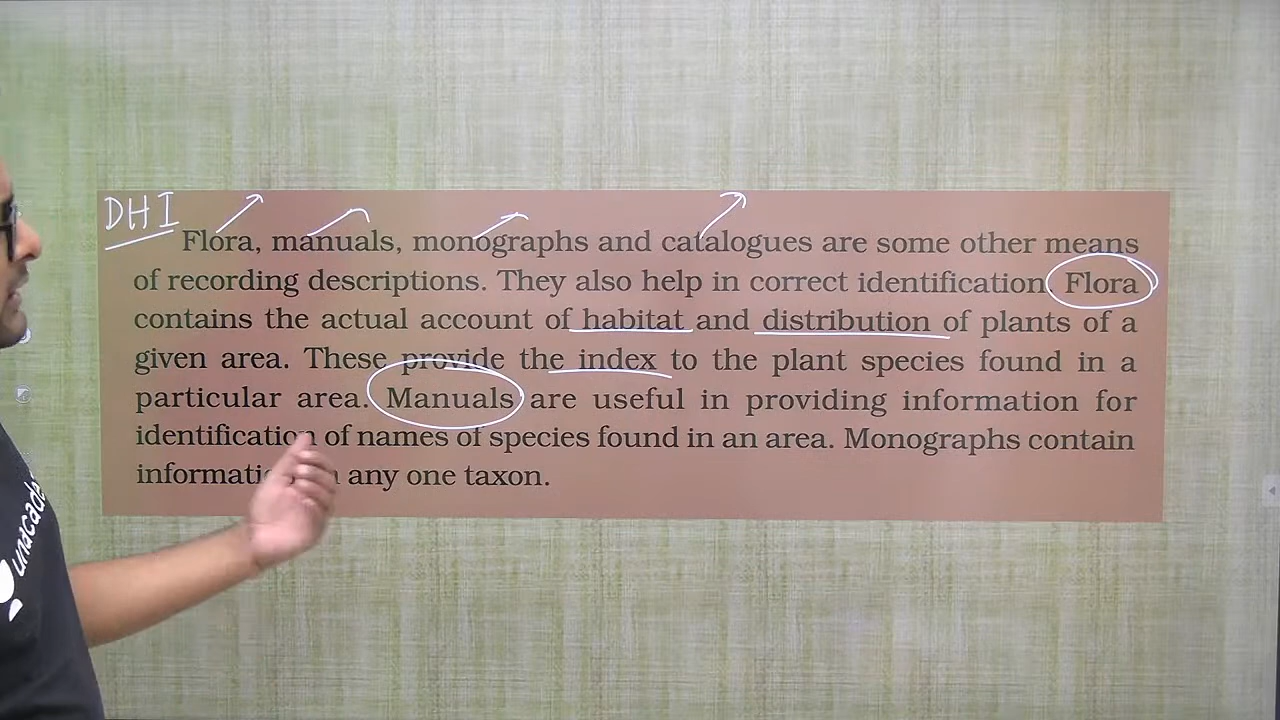 DHI
Flora, manuals, monographs and catalogues are some other means
of recording descriptions. They also help in correct identification. Flora
contains the actual account of habitat and distribution of plants of a
given area. These provide the index to the plant species found in a
particular area. Manuals are useful in providing information for
identification of names of species found in an area. Monographs contain
any one taxon.